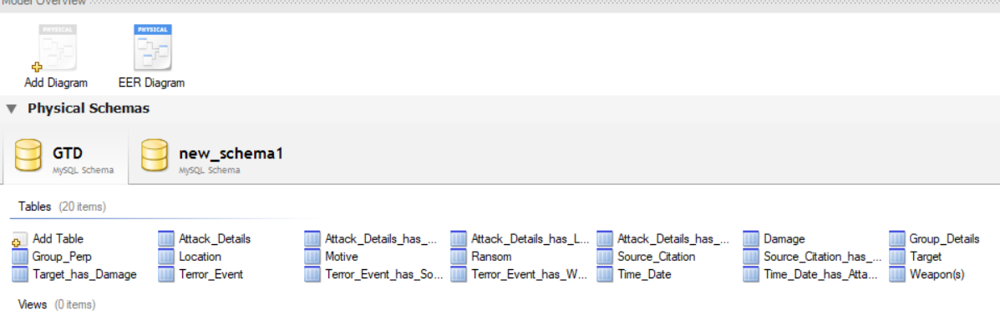 Model Overview
PHYSICAL PHYSICAL
Add Diagram EER Diagram
Physical Schemas
GTD new_schema1
MySQL Schema MySQL Schema
Tables (20 items)
Add Table Attack_Details Attack_Details_has_... Attack_Details_has_L... Attack_Details_has_... Damage Group_Details
Group_Perp Location Motive Ransom Source_Citation Source_Citation_has_... Target
Target_has_Damage Terror_Event Terror_Event_has_So... Terror_Event_has_W... Time_Date Time_Date_has_Atta... Weapon(s)
Views (0 items)